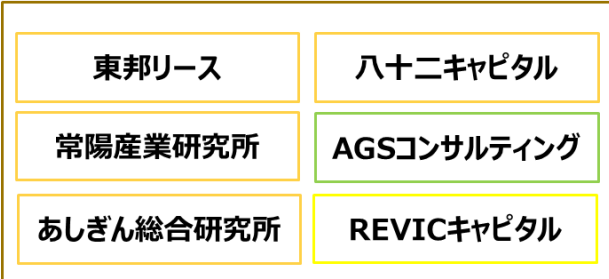 東邦リース
八十二キャピタル
常陽産業研究所
AGSコンサルティング
あしぎん総合研究所
REVICキャピタル